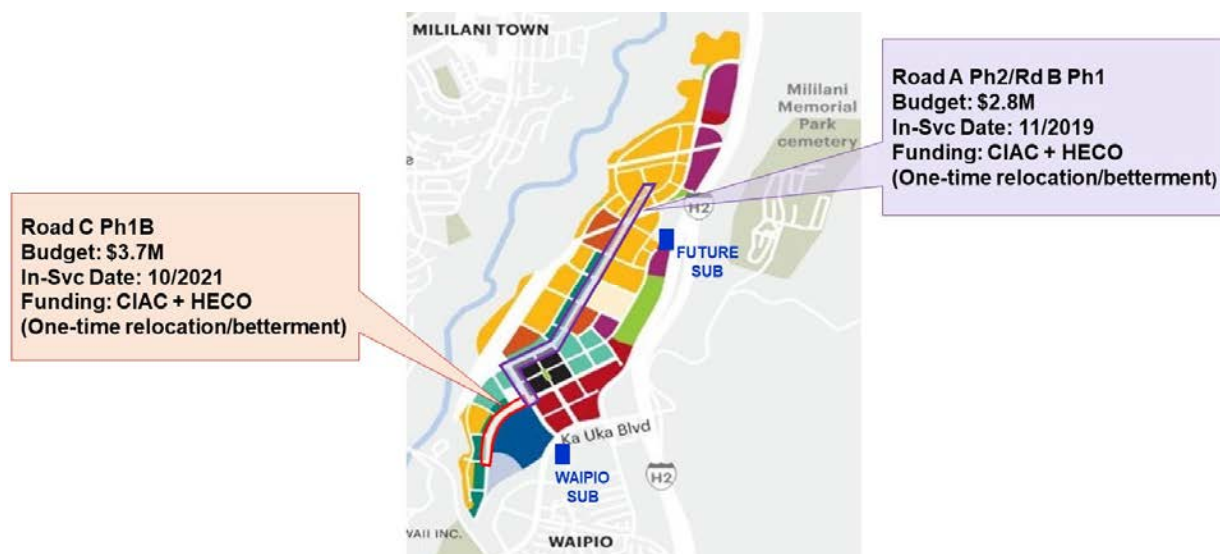 MILILANI TOWN
Mililani
Memorial
Park
cemetery
Road A Ph2/Rd B Ph1
Budget: $2.8M
In-Svc Date: 11/2019
Funding: CIAC + HECO
(One-time relocation/betterment)
H2
FUTURE
SUB
Road C Ph1B
Budget: $3.7M
In-Svc Date: 10/2021
Funding: CIAC + HECO
(One-time relocation/betterment)
Ka Uka Blvd
WAIPIO
SUB
H2
WAII INC.
WAIPIO